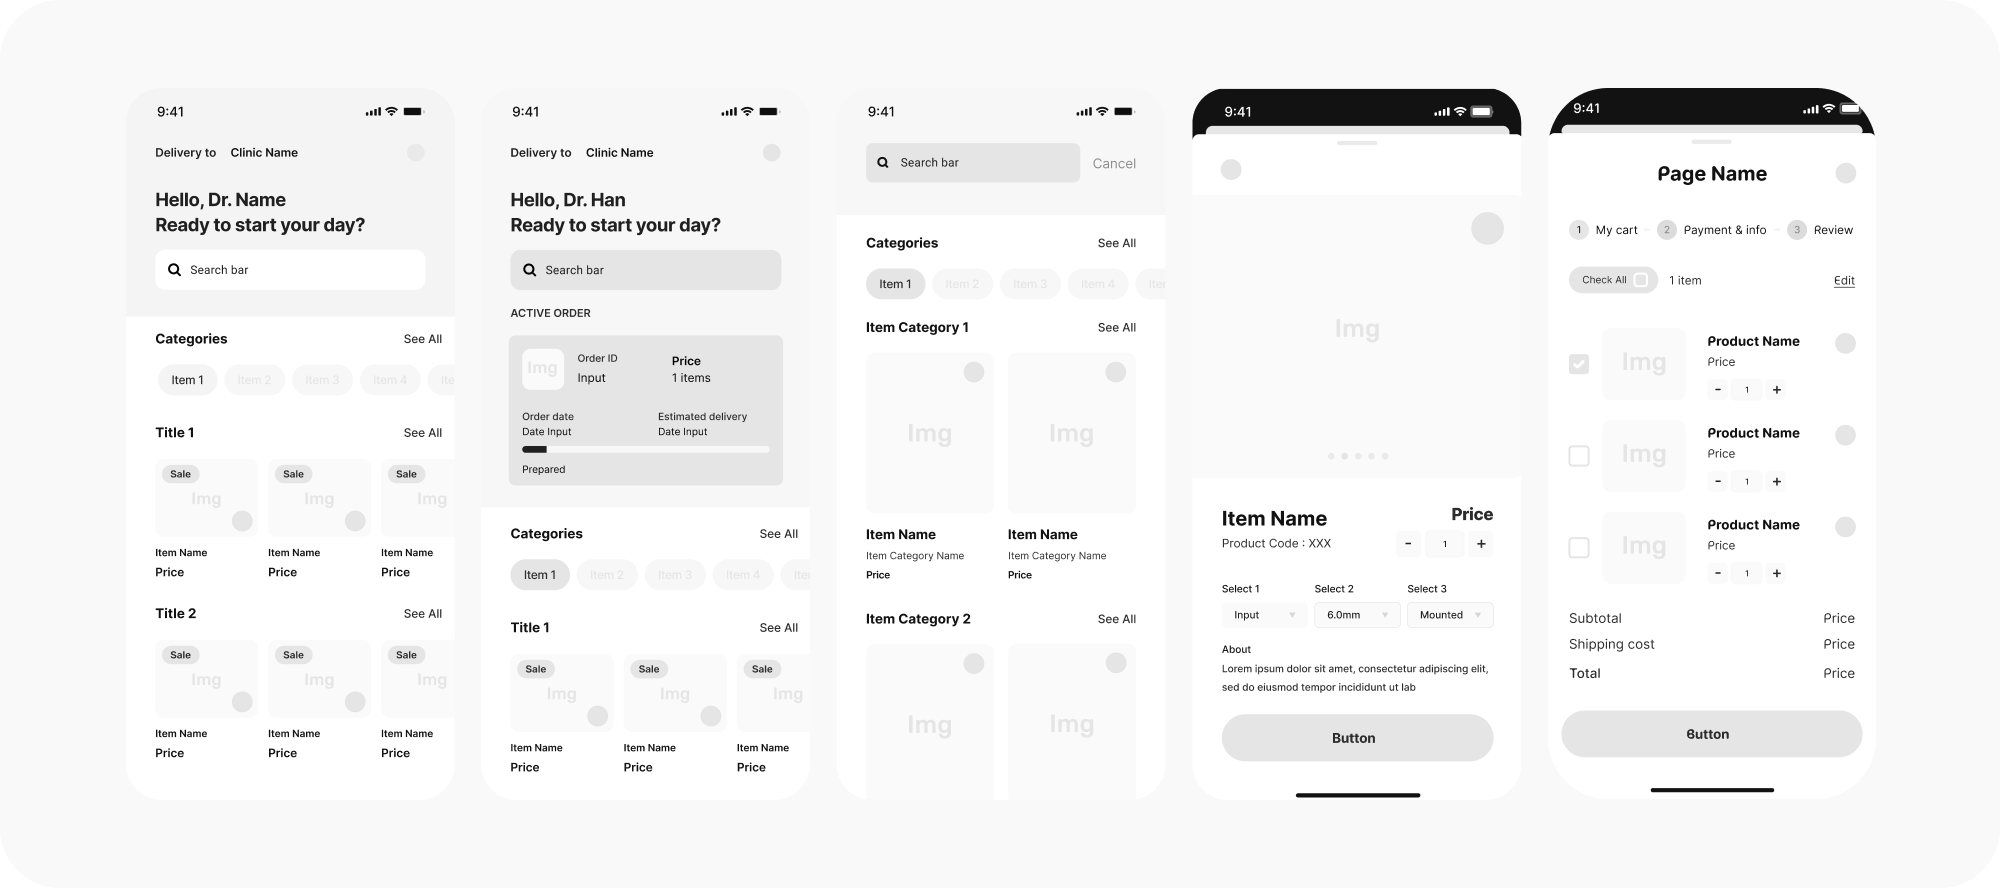 9:41
Delivery to Clinic Name
Hello, Dr. Name
Ready to start your day?
Search bar
Categories See All
Item 1 Item 2 Item 3 Item 4 Ite
Title 1 See All
Sale Sale Sale
Img Img Img
Item Name Item Name Item Name
Price Price Price
Title 2 See All
Sale Sale Sale
Img Img Img
Item Name Item Name Item Name
Price Price Price
9:41
Delivery to Clinic Name
Hello, Dr. Han
Ready to start your day?
Search bar
ACTIVE ORDER
Img
Order ID Price
Input 1 items
Order date Estimated delivery
Date Input Date Input
Prepared
Categories See All
Item 1 Item 2 Item 3 Item 4 Ite
Title 1 See All
Sale Sale Sale
Img Img Img
Item Name Item Name Item Name
Price Price Price
9:41
Search bar Cancel
Categories See All
Item 1 Item 2 Item 3 Item 4 Iter
Item Category 1 See All
Img Img
Item Name Item Name
Item Category Name Item Category Name
Price Price
Item Category 2 See All
Img Img
9:41
Img
Item Name Price
Product Code : XXX - 1 +
Select 1 Select 2 Select 3
Input 6.0mm Mounted
About
Lorem ipsum dolor sit amet, consectetur adipiscing elit,
sed do eiusmod tempor incididunt ut lab
Button
9:41
Page Name
1 My cart 2 Payment & info 3 Review
Check All 1 item Edit
Img
Product Name
Price
- 1 +
Img
Product Name
Price
- 1 +
Img
Product Name
Price
- 1 +
Subtotal Price
Shipping cost Price
Total Price
Button